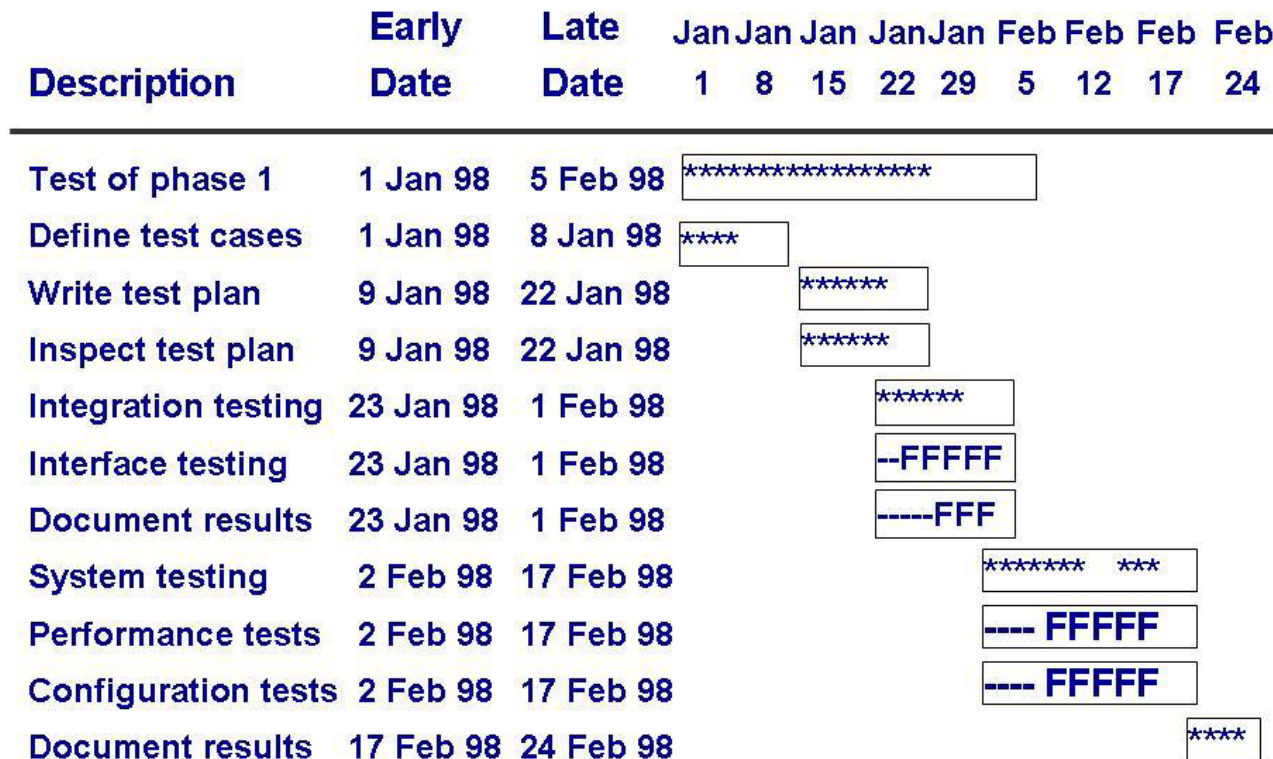 Early Late Jan Jan Jan Jan Jan Feb Feb Feb Feb
Description Date Date 1 8 15 22 29 5 12 17 24
Test of phase 1 1 Jan 98 5 Feb 98 *****************
Define test cases 1 Jan 98 8 Jan 98 ****
Write test plan 9 Jan 98 22 Jan 98 ******
Inspect test plan 9 Jan 98 22 Jan 98 ******
Integration testing 23 Jan 98 1 Feb 98 ******
Interface testing 23 Jan 98 1 Feb 98 --FFFFF
Document results 23 Jan 98 1 Feb 98 -----FFF
System testing 2 Feb 98 17 Feb 98 ******* ***
Performance tests 2 Feb 98 17 Feb 98 ---- FFFFF
Configuration tests 2 Feb 98 17 Feb 98 ---- FFFFF
Document results 17 Feb 98 24 Feb 98 ****